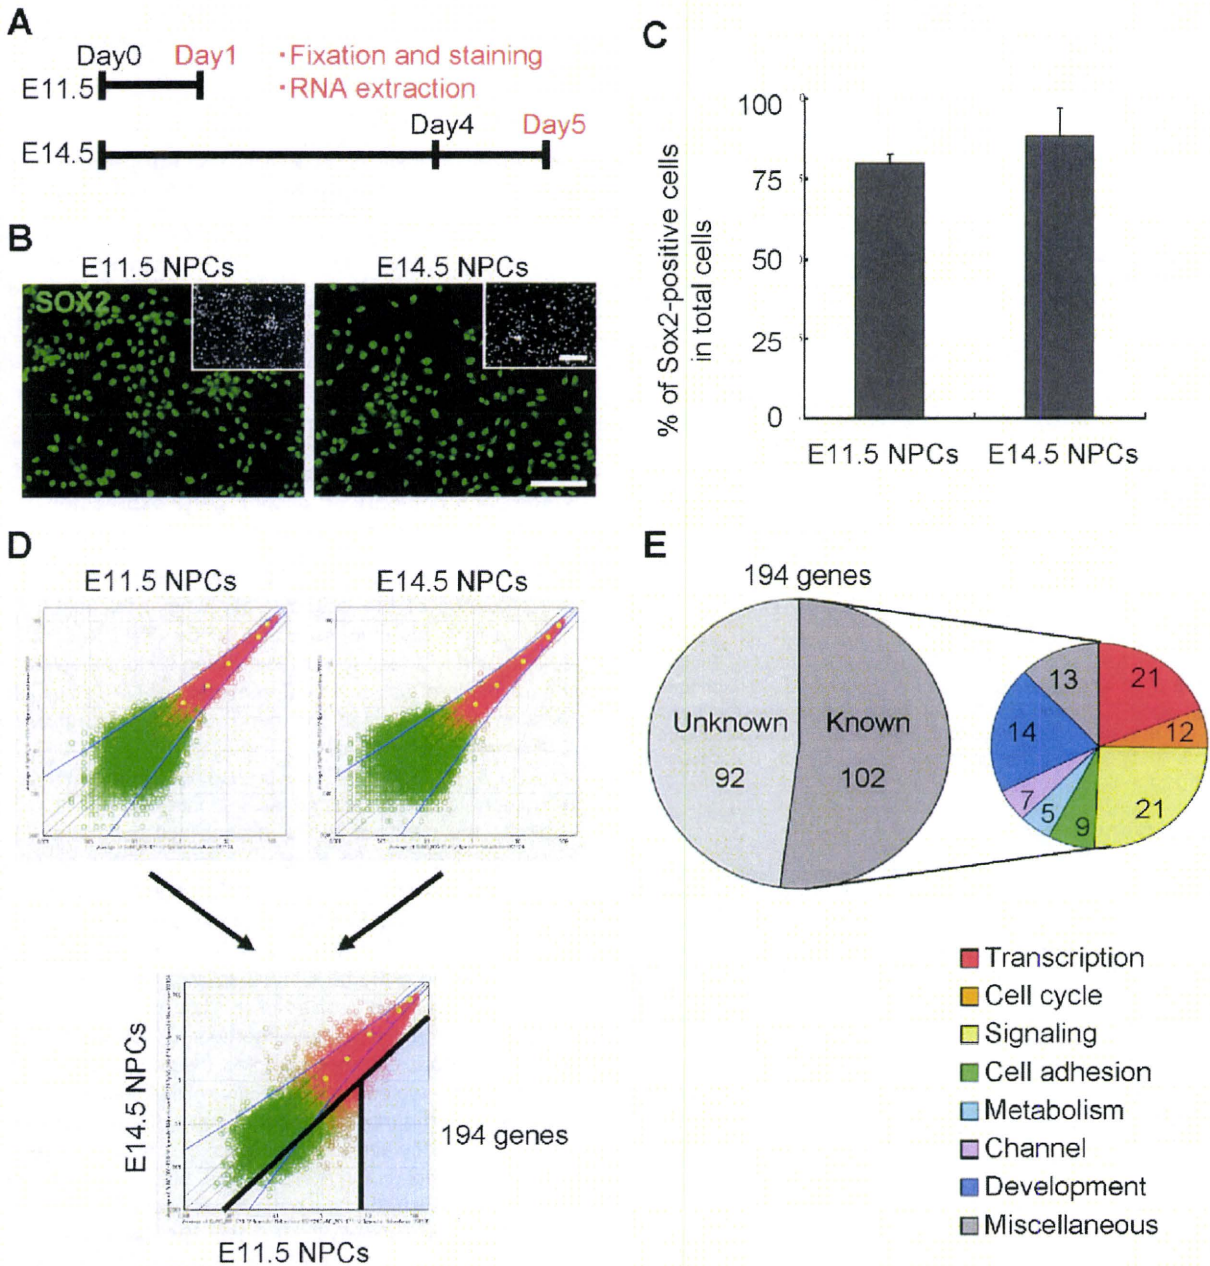 A
Day0 Day1 ・Fixation and staining
E11.5 ・RNA extraction
Day4 Day5
E14.5
B
E11.5 NPCs E14.5 NPCs
SOX2
C
% of Sox2-positive cells
in total cells
100
75
50
25
0
E11.5 NPCs E14.5 NPCs
D
E11.5 NPCs E14.5 NPCs
E14.5 NPCs
194 genes
E11.5 NPCs
E
194 genes
Unknown Known
92 102
13 21
14 12
7 5 9 21
Transcription
Cell cycle
Signaling
Cell adhesion
Metabolism
Channel
Development
Miscellaneous